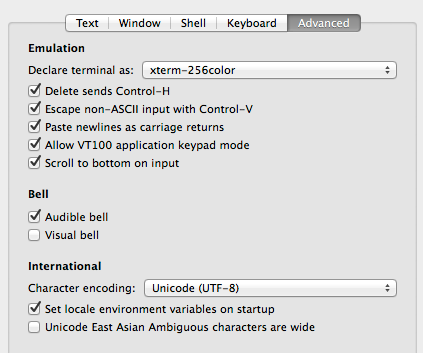 Text Window Shell Keyboard Advanced
Emulation
Declare terminal as: xterm-256color
Delete sends Control-H
Escape non-ASCII input with Control-V
Paste newlines as carriage returns
Allow VT100 application keypad mode
Scroll to bottom on input
Bell
Audible bell
Visual bell
International
Character encoding: Unicode (UTF-8)
Set locale environment variables on startup
Unicode East Asian Ambiguous characters are wide